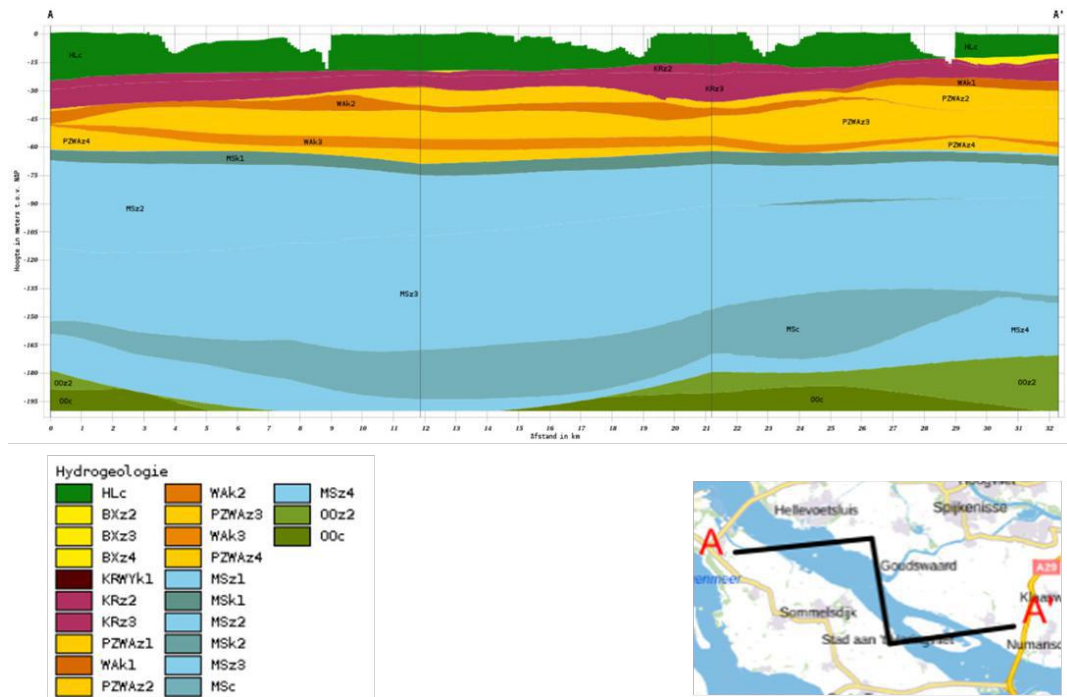 A A'
0
-15
-30
-45
-60
-75
-90
-105
-120
-135
-150
-165
-180
-195
Hoogte in meters t.o.v. NAP
HLc
HLc
KRz2
KRz3
WAk1
PZWAz2
WAk2
PZWAz3
PZWAz4
WAk3
PZWAz4
MSk1
MSz2
MSz3
MSc
MSz4
OOz2
OOz2
OOc
OOc
0 1 2 3 4 5 6 7 8 9 10 11 12 13 14 15 16 17 18 19 20 21 22 23 24 25 26 27 28 29 30 31 32
Afstand in km
Hydrogeologie
HLc WAk2 MSz4
BXz2 PZWAz3 OOz2
BXz3 WAk3 OOc
BXz4 PZWAz4
KRWYk1 MSz1
KRz2 MSk1
KRz3 MSz2
PZWAz1 MSk2
WAk1 MSz3
PZWAz2 MSc
Hellevoetsluis
Spijkenisse
A
Goudswaard
A29
enmeer
A'
Sommelsdijk
Stad aan 't